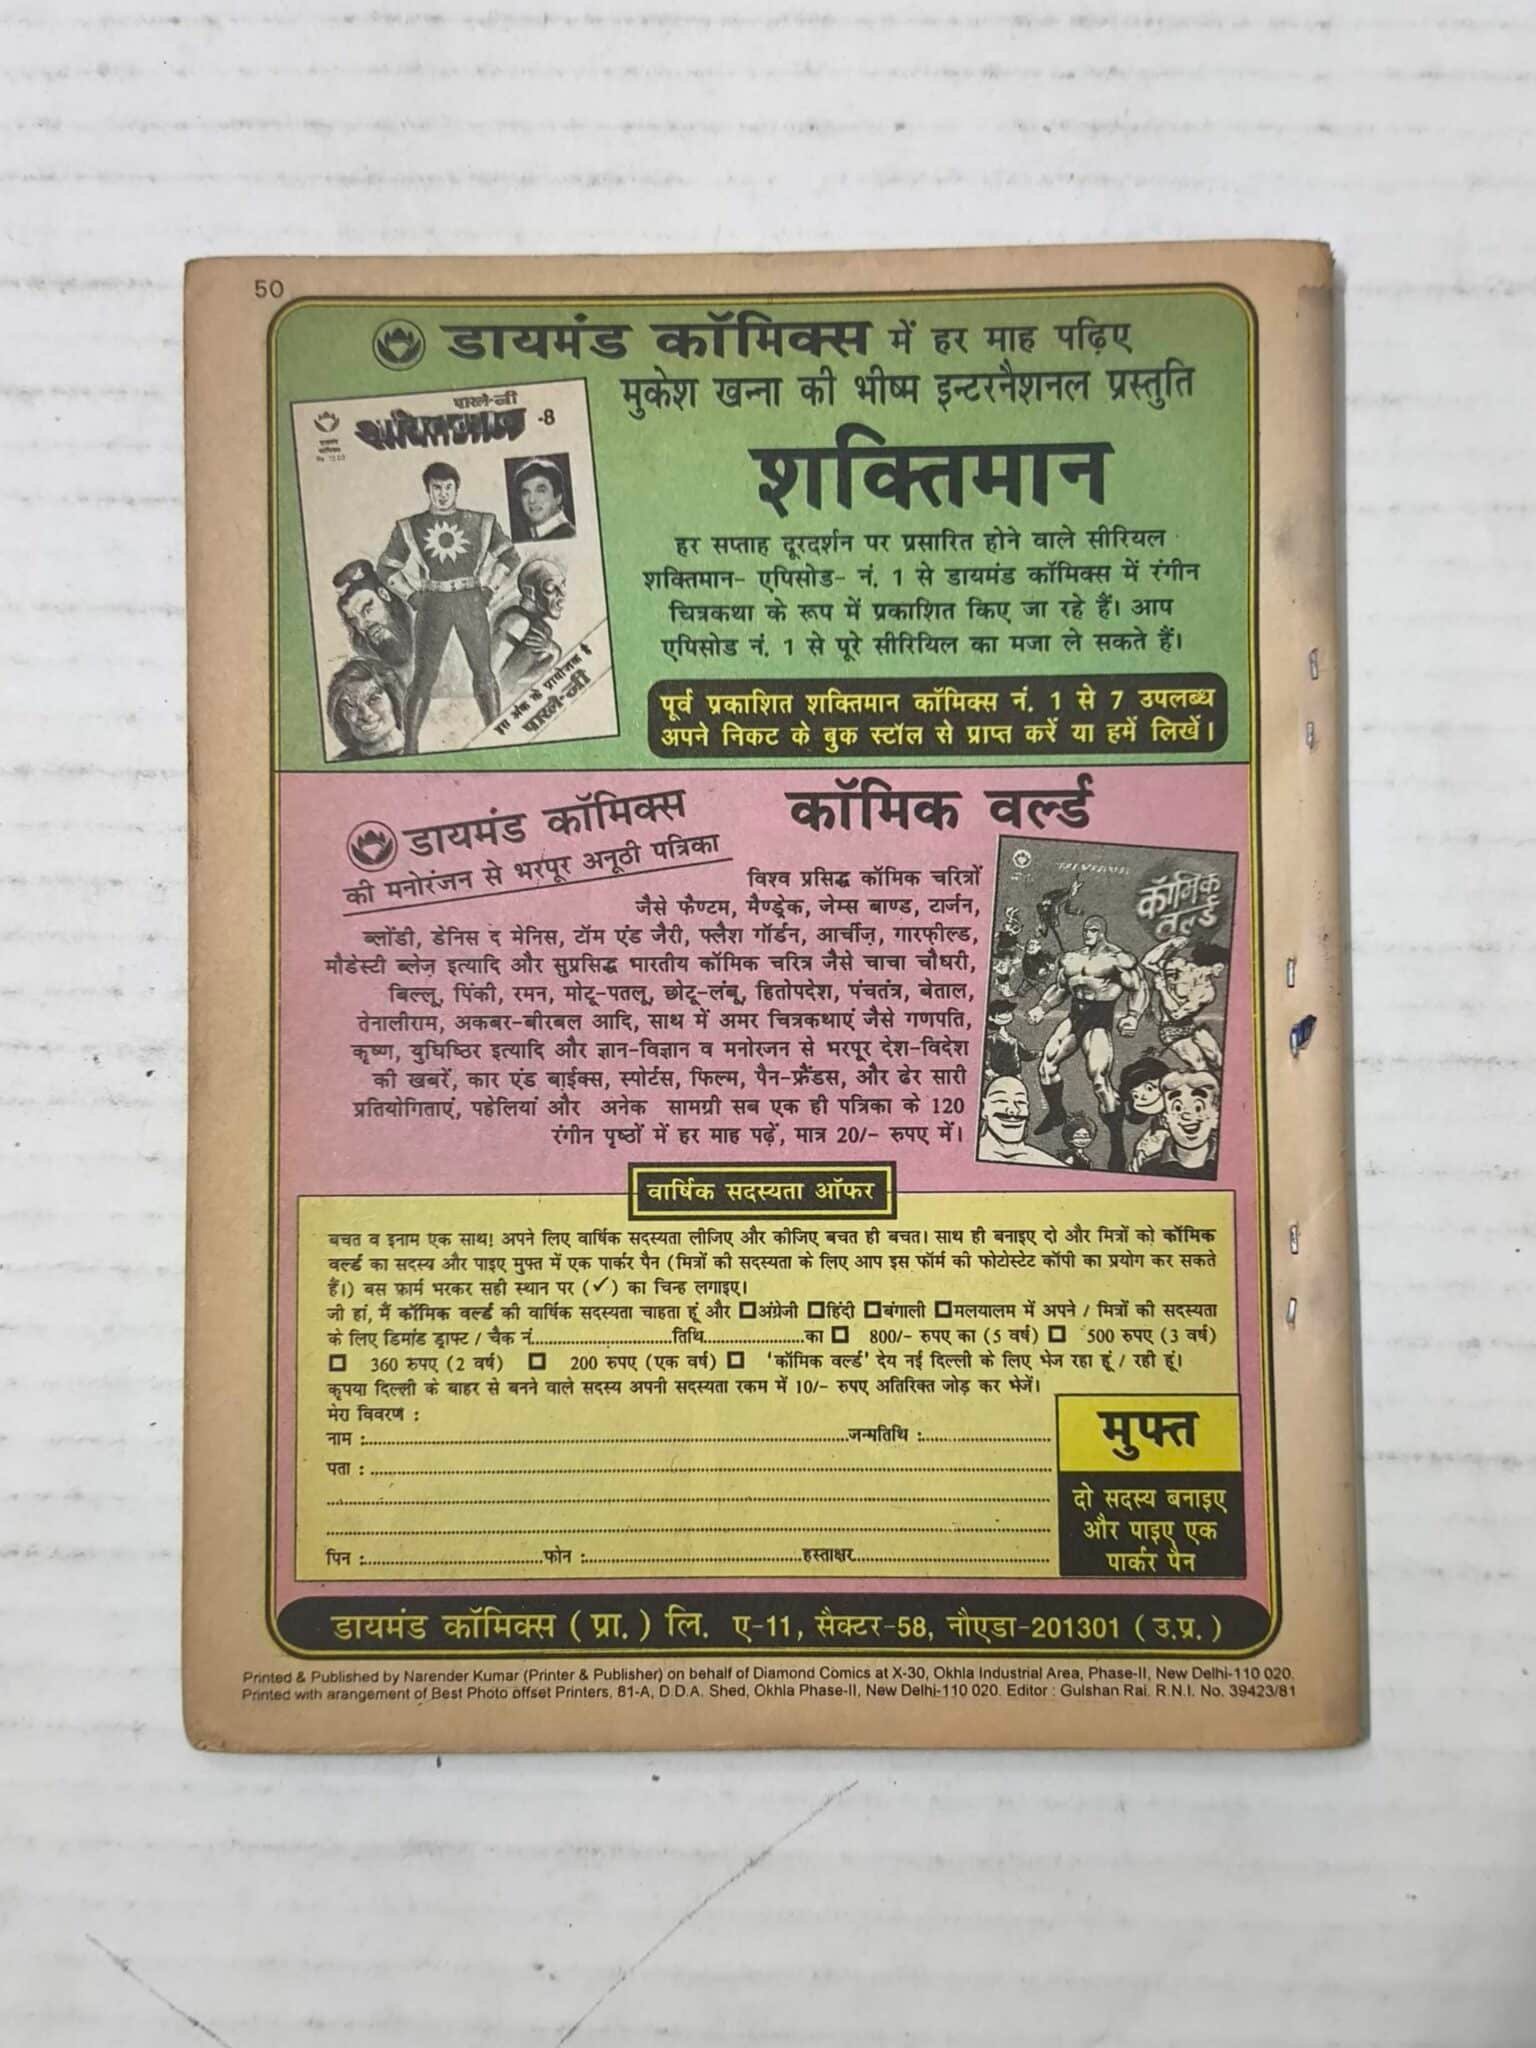 50
डायमंड कॉमिक्स में हर माह पढ़िए
मुकेश खन्ना की भीष्म इन्टरनैशनल प्रस्तुति
पारले-जी
शक्तिमान -8
इस अंक के प्रायोजक है
पारले-जी
शक्तिमान
हर सप्ताह दूरदर्शन पर प्रसारित होने वाले सीरियल
शक्तिमान- एपिसोड- नं. 1 से डायमंड कॉमिक्स में रंगीन
चित्रकथा के रूप में प्रकाशित किए जा रहे हैं। आप
एपिसोड नं. 1 से पूरे सीरियिल का मजा ले सकते हैं।
पूर्व प्रकाशित शक्तिमान कॉमिक्स नं. 1 से 7 उपलब्ध
अपने निकट के बुक स्टॉल से प्राप्त करें या हमें लिखें।
डायमंड कॉमिक्स
की मनोरंजन से भरपूर अनूठी पत्रिका
कॉमिक वर्ल्ड
विश्व प्रसिद्ध कॉमिक चरित्रों
जैसे फैण्टम, मैण्ड्रेक, जेम्स बाण्ड, टार्जन,
ब्लोंडी, डेनिस द मेनिस, टॉम एंड जैरी, फ्लैश गॉर्डन, आर्चीज़, गारफ़ील्ड,
मौडेस्टी ब्लेज़ इत्यादि और सुप्रसिद्ध भारतीय कॉमिक चरित्र जैसे चाचा चौधरी,
बिल्लू, पिंकी, रमन, मोटू-पतलू, छोटू-लंबू, हितोपदेश, पंचतंत्र, बेताल,
तेनालीराम, अकबर-बीरबल आदि, साथ में अमर चित्रकथाएं जैसे गणपति,
कृष्ण, युधिष्ठिर इत्यादि और ज्ञान-विज्ञान व मनोरजन से भरपूर देश-विदेश
की खबरें, कार एंड बाईक्स, स्पोर्टस, फिल्म, पैन-फ्रैंडस, और ढेर सारी
प्रतियोगिताएं, पहेलियां और अनेक सामग्री सब एक ही पत्रिका के 120
रंगीन पृष्ठों में हर माह पढ़ें, मात्र 20/- रुपए में।
कॉमिक
वर्ल्ड
वार्षिक सदस्यता ऑफर
बचत व इनाम एक साथ! अपने लिए वार्षिक सदस्यता लीजिए और कीजिए बचत ही बचत। साथ ही बनाइए दो और मित्रों को कॉमिक
वर्ल्ड का सदस्य और पाइए मुफ्त में एक पार्कर पैन (मित्रों की सदस्यता के लिए आप इस फॉर्म की फोटोस्टेट कॉपी का प्रयोग कर सकते
हैं।) बस फ़ार्म भरकर सही स्थान पर (✓) का चिन्ह लगाइए।
जी हां, मैं कॉमिक वर्ल्ड की वार्षिक सदस्यता चाहता हूं और □अंग्रेजी □हिंदी □बंगाली □मलयालम में अपने / मित्रों की सदस्यता
के लिए डिमांड ड्राफ्ट / चैक नं..............................तिथि......................का □ 800/- रुपए का (5 वर्ष) □ 500 रुपए (3 वर्ष)
□ 360 रुपए (2 वर्ष) □ 200 रुपए (एक वर्ष) □ 'कॉमिक वर्ल्ड' देय नई दिल्ली के लिए भेज रहा हूं / रही हूं।
कृपया दिल्ली के बाहर से बनने वाले सदस्य अपनी सदस्यता रकम में 10/- रुपए अतिरिक्त जोड़ कर भेजें।
मेरा विवरण :
नाम :..............................जन्मतिथि :..............................
पता : ..............................
पिन :..............................फोन :..............................हस्ताक्षर..............................
मुफ्त
दो सदस्य बनाइए
और पाइए एक
पार्कर पैन
डायमंड कॉमिक्स (प्रा.) लि. ए-11, सैक्टर-58, नौएडा-201301 (उ.प्र.)
Printed & Published by Narender Kumar (Printer & Publisher) on behalf of Diamond Comics at X-30, Okhla Industrial Area, Phase-II, New Delhi-110 020.
Printed with arangement of Best Photo offset Printers, 81-A, D.D.A. Shed, Okhla Phase-II, New Delhi-110 020. Editor : Gulshan Rai. R.N.I. No. 39423/81